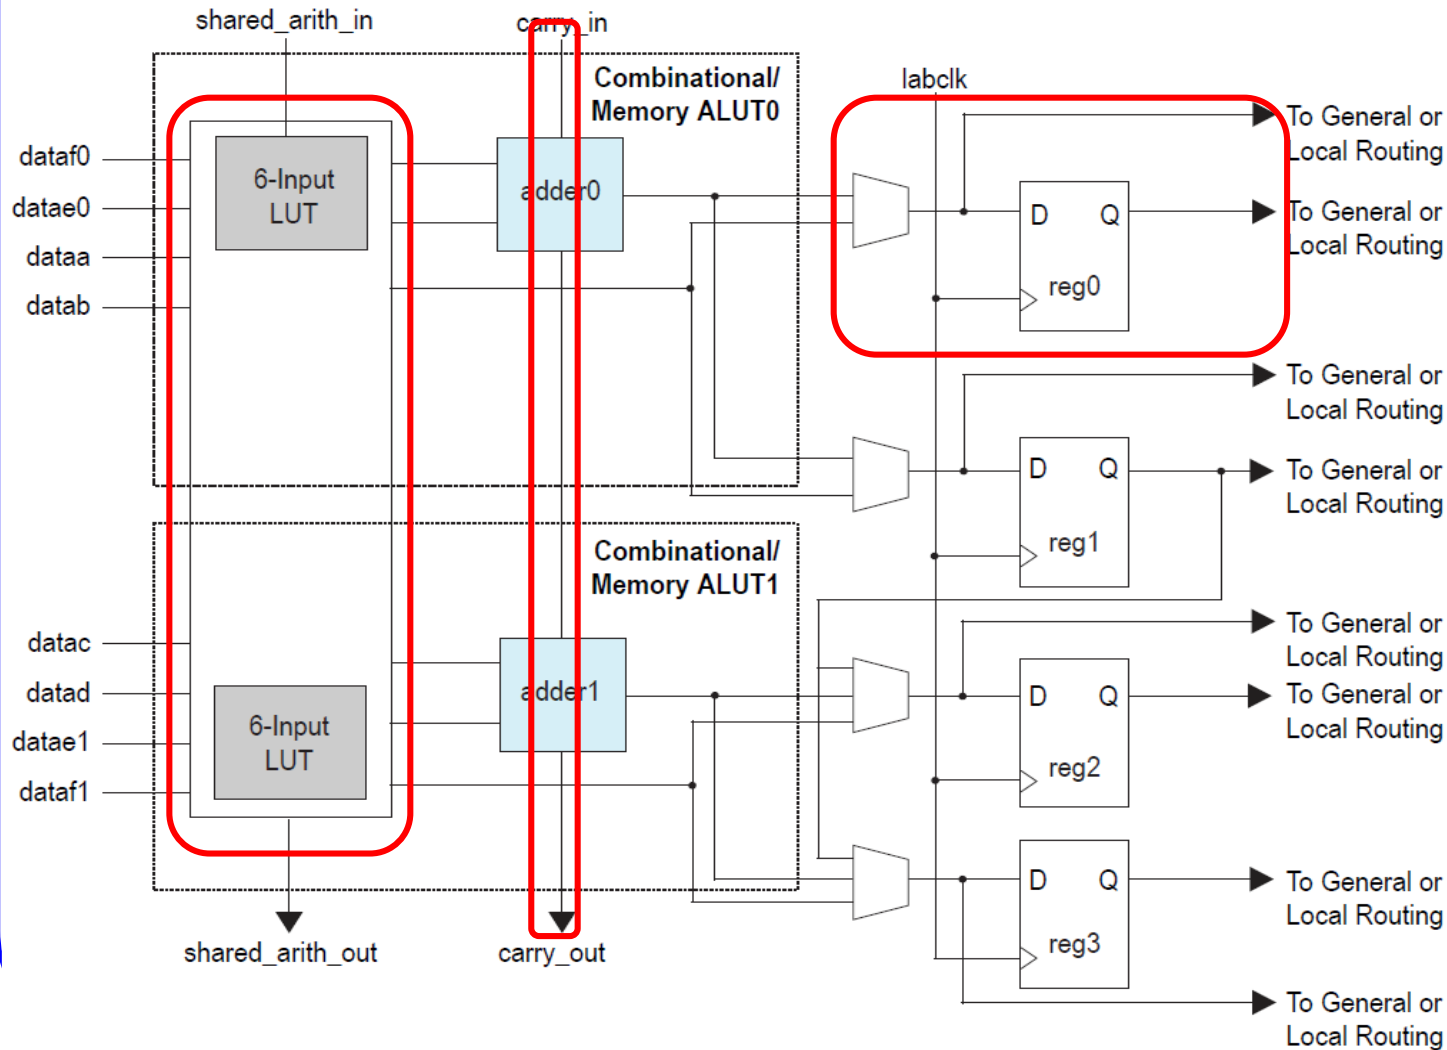 shared_arith_in
carry_in
Combinational/
Memory ALUT0
labclk
To General or
Local Routing
dataf0
datae0
dataa
datab
6-Input
LUT
adder0
D Q
reg0
To General or
Local Routing
To General or
Local Routing
D Q
reg1
To General or
Local Routing
Combinational/
Memory ALUT1
datac
datad
datae1
dataf1
6-Input
LUT
adder1
To General or
Local Routing
D Q
reg2
To General or
Local Routing
D Q
reg3
To General or
Local Routing
shared_arith_out
carry_out
To General or
Local Routing